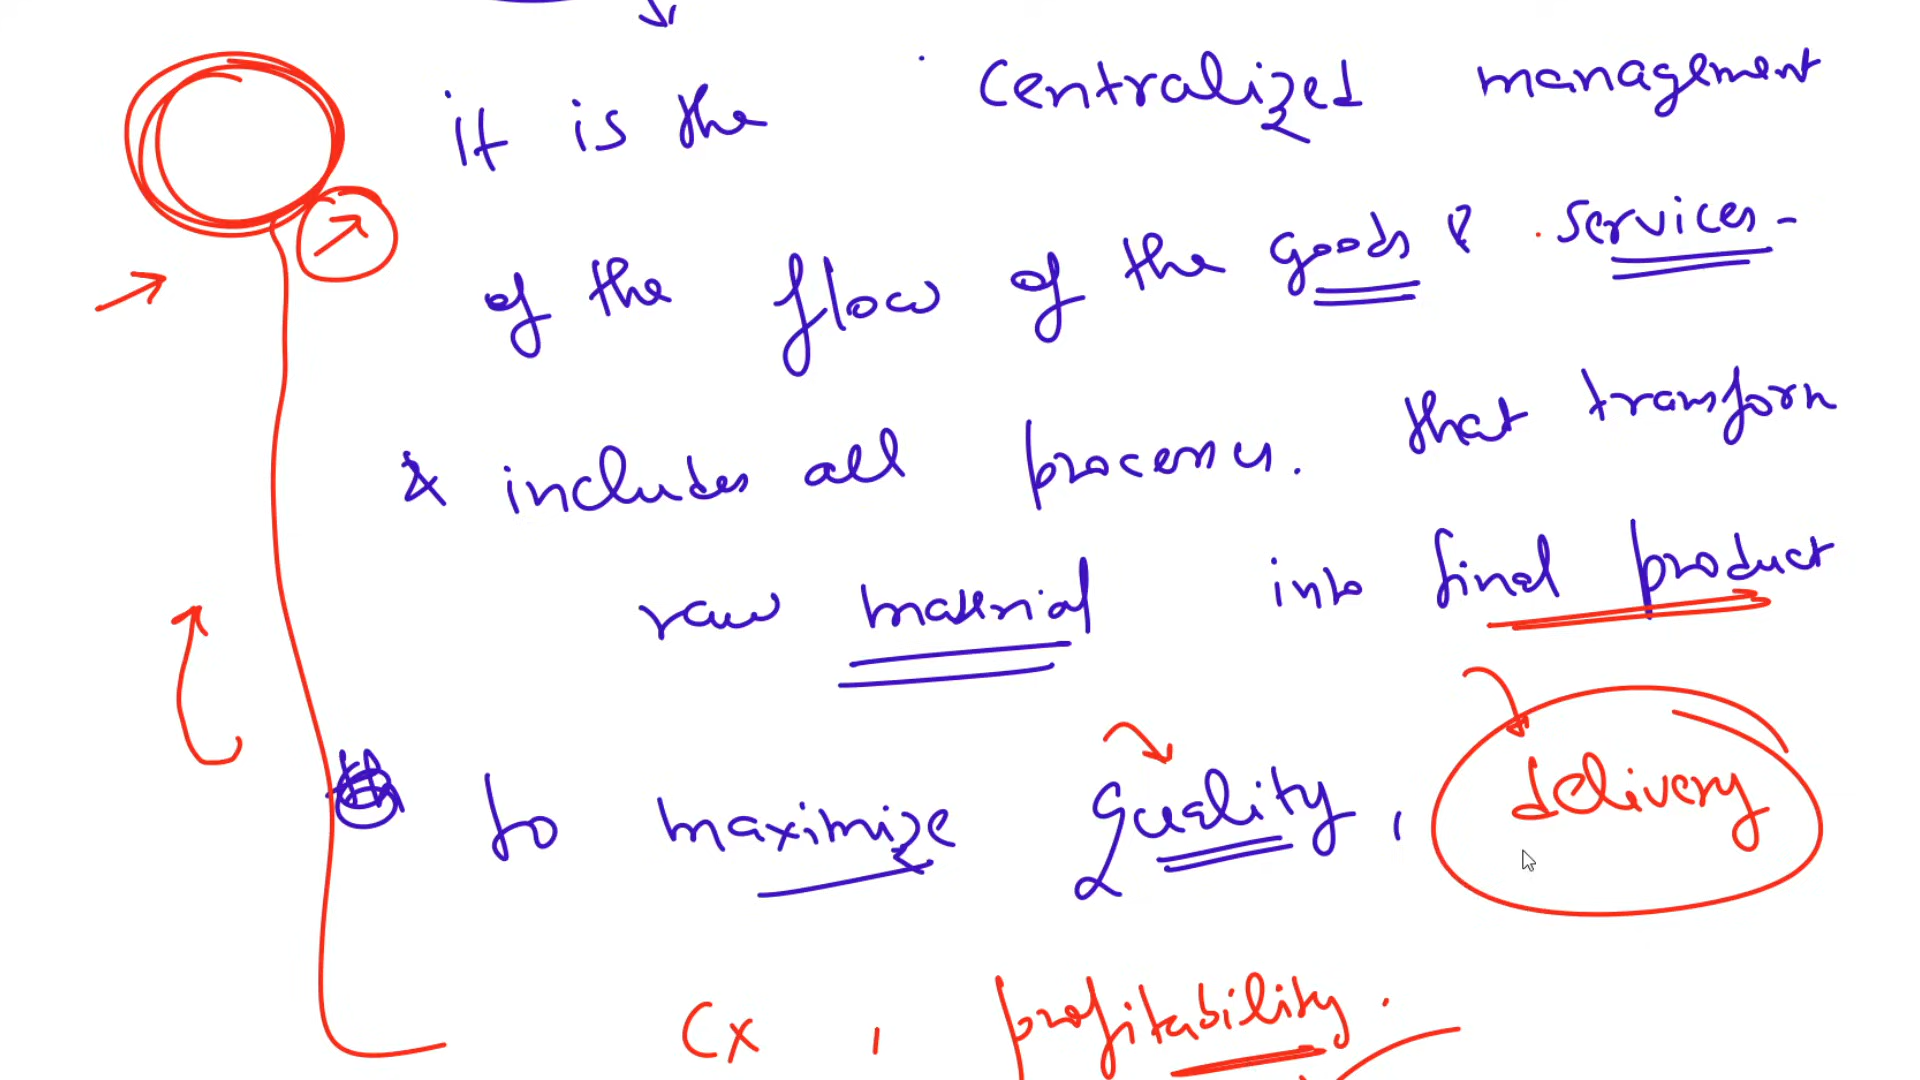 it is the centralized management
of the flow of the goods & services -
& includes all processes. that transform
raw material into final product
to maximize quality, delivery
Cx, profitability.